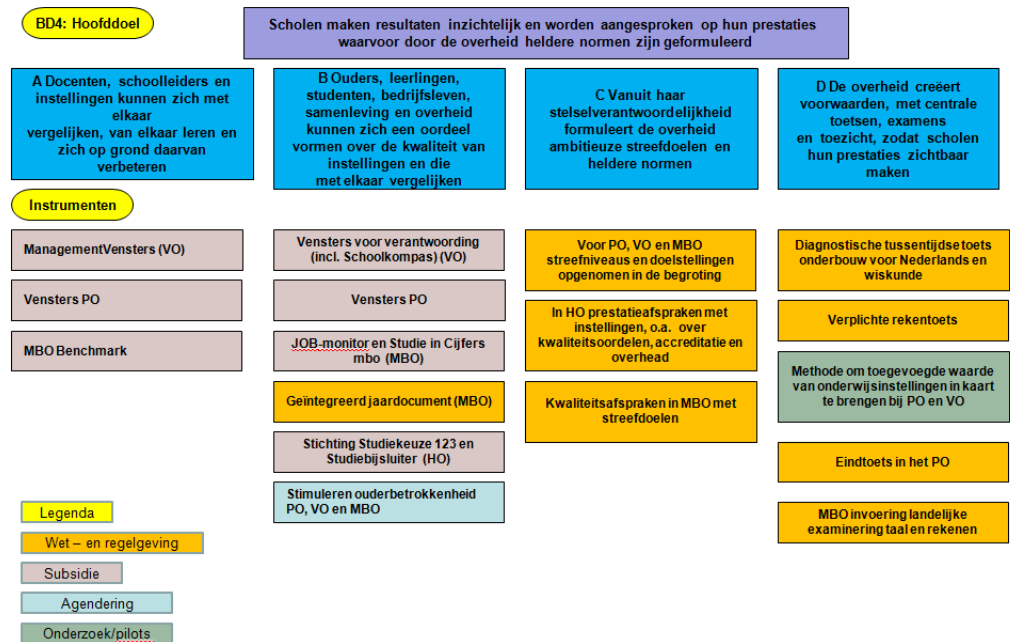 BD4: Hoofddoel
Scholen maken resultaten inzichtelijk en worden aangesproken op hun prestaties
waarvoor door de overheid heldere normen zijn geformuleerd
A Docenten, schoolleiders en
instellingen kunnen zich met
elkaar
vergelijken, van elkaar leren en
zich op grond daarvan
verbeteren
B Ouders, leerlingen,
studenten, bedrijfsleven,
samenleving en overheid
kunnen zich een oordeel
vormen over de kwaliteit van
instellingen en die
met elkaar vergelijken
C Vanuit haar
stelselverantwoordelijkheid
formuleert de overheid
ambitieuze streefdoelen en
heldere normen
D De overheid creëert
voorwaarden, met centrale
toetsen, examens
en toezicht, zodat scholen
hun prestaties zichtbaar
maken
Instrumenten
ManagementVensters (VO)
Vensters PO
MBO Benchmark
Vensters voor verantwoording
(incl. Schoolkompas) (VO)
Vensters PO
JOB-monitor en Studie in Cijfers
mbo (MBO)
Geïntegreerd jaardocument (MBO)
Stichting Studiekeuze 123 en
Studiebijsluiter (HO)
Stimuleren ouderbetrokkenheid
PO, VO en MBO
Voor PO, VO en MBO
streefniveaus en doelstellingen
opgenomen in de begroting
In HO prestatieafspraken met
instellingen, o.a. over
kwaliteitsoordelen, accreditatie en
overhead
Kwaliteitsafspraken in MBO met
streefdoelen
Diagnostische tussentijdse toets
onderbouw voor Nederlands en
wiskunde
Verplichte rekentoets
Methode om toegevoegde waarde
van onderwijsinstellingen in kaart
te brengen bij PO en VO
Eindtoets in het PO
MBO invoering landelijke
examinering taal en rekenen
Legenda
Wet – en regelgeving
Subsidie
Agendering
Onderzoek/pilots